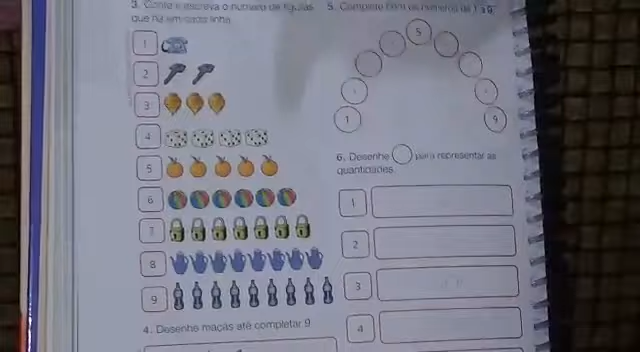 3. Conte e escreva o número de figuras
que há em cada linha.
1
2
3
4
5
6
7
8
9
4. Desenhe maçãs até completar 9
5. Complete com os números de 1 a 9.
1
5
9
6. Desenhe para representar as
quantidades.
1
2
3
4